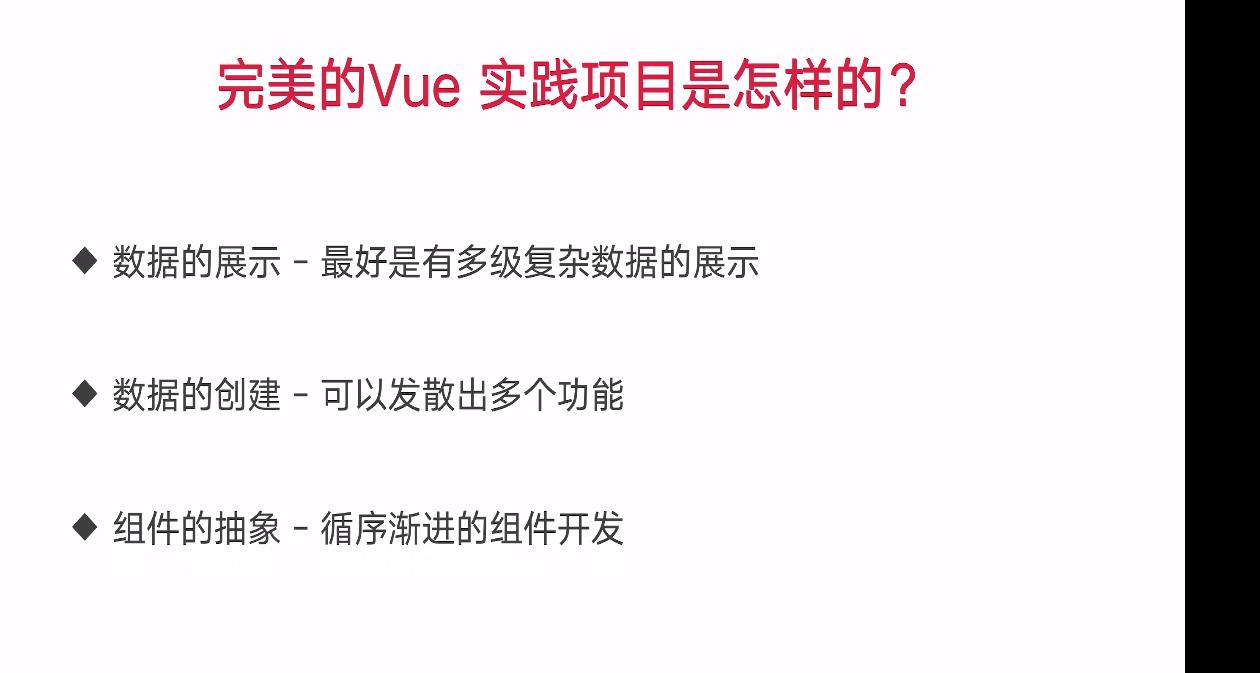 完美的Vue 实践项目是怎样的？
◆ 数据的展示 - 最好是有多级复杂数据的展示
◆ 数据的创建 - 可以发散出多个功能
◆ 组件的抽象 - 循序渐进的组件开发